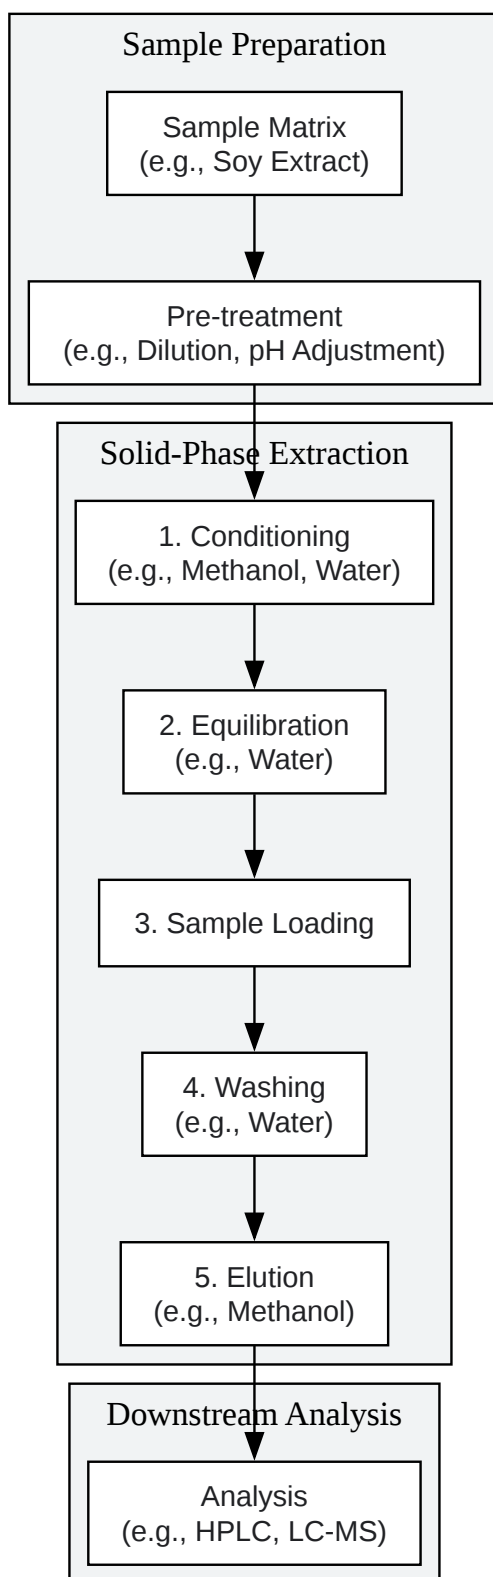 Sample Preparation
Sample Matrix
(e.g., Soy Extract)
Pre-treatment
(e.g., Dilution, pH Adjustment)
Solid-Phase Extraction
1. Conditioning
(e.g., Methanol, Water)
2. Equilibration
(e.g., Water)
3. Sample Loading
4. Washing
(e.g., Water)
5. Elution
(e.g., Methanol)
Downstream Analysis
Analysis
(e.g., HPLC, LC-MS)